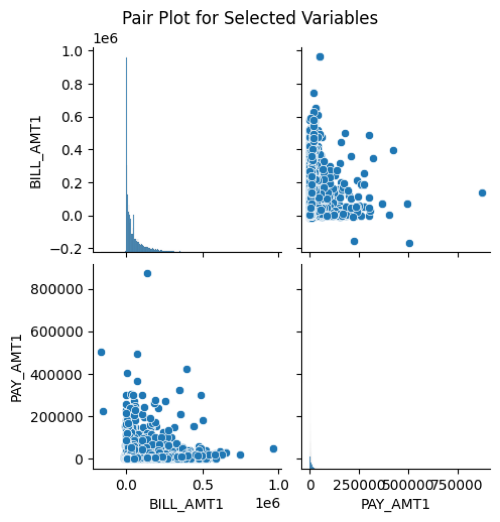 Pair Plot for Selected Variables
1e6
1.0
0.8
0.6
0.4
0.2
0.0
−0.2
BILL_AMT1
800000
600000
400000
200000
0
PAY_AMT1
0.0 0.5 1.0
1e6
BILL_AMT1
0 250000 500000 750000
PAY_AMT1